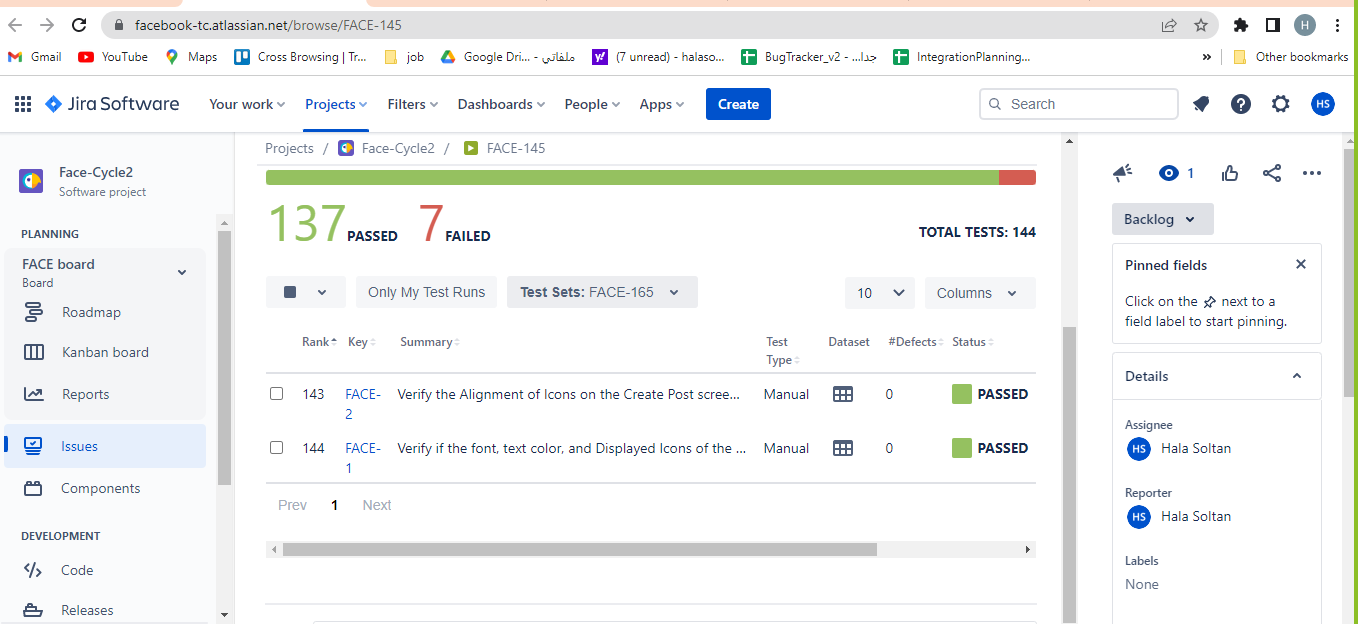 facebook-tc.atlassian.net/browse/FACE-145
H
Gmail
YouTube
Maps
Cross Browsing | Tr...
job
Google Dri... - ملفاتي
(7 unread) - halaso...
BugTracker_v2 - ...جدا
IntegrationPlanning...
»
Other bookmarks
Jira Software
Your work
Projects
Filters
Dashboards
People
Apps
Create
Search
HS
Face-Cycle2
Software project
PLANNING
FACE board
Board
Roadmap
Kanban board
Reports
Issues
Components
DEVELOPMENT
Code
Releases
Projects / Face-Cycle2 / FACE-145
137 PASSED 7 FAILED
TOTAL TESTS: 144
Only My Test Runs
Test Sets: FACE-165
10
Columns
Rank Key Summary Test Type Dataset #Defects Status
143 FACE-2 Verify the Alignment of Icons on the Create Post scree... Manual 0 PASSED
144 FACE-1 Verify if the font, text color, and Displayed Icons of the ... Manual 0 PASSED
Prev 1 Next
1
Backlog
Pinned fields
Click on the next to a
field label to start pinning.
Details
Assignee
HS Hala Soltan
Reporter
HS Hala Soltan
Labels
None